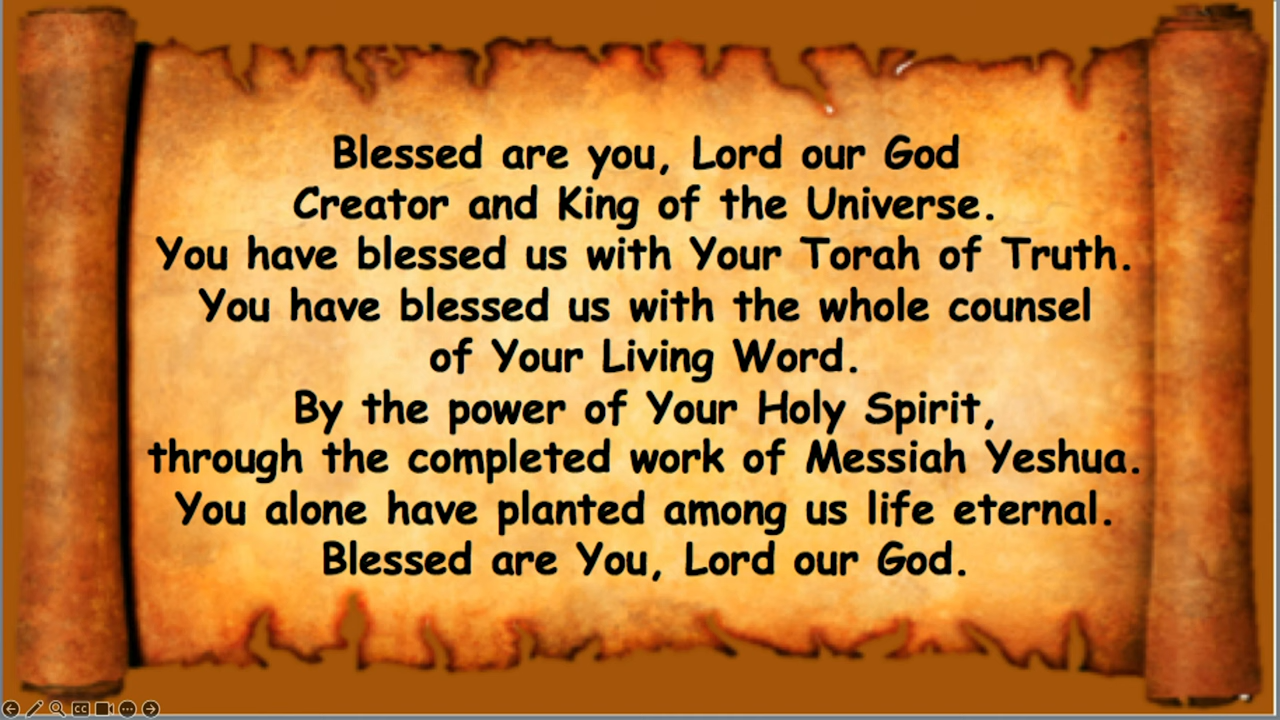 Blessed are you, Lord our God
Creator and King of the Universe.
You have blessed us with Your Torah of Truth.
You have blessed us with the whole counsel
of Your Living Word.
By the power of Your Holy Spirit,
through the completed work of Messiah Yeshua.
You alone have planted among us life eternal.
Blessed are You, Lord our God.
CC